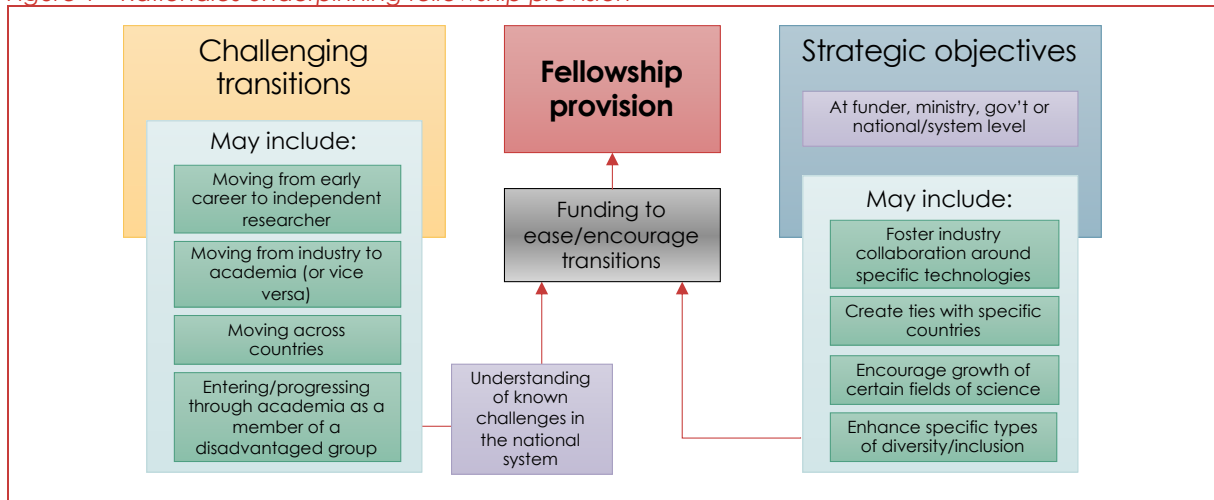 Challenging
transitions
May include:
Moving from early
career to independent
researcher
Moving from industry to
academia (or vice
versa)
Moving across
countries
Entering/progressing
through academia as a
member of a
disadvantaged group
Understanding
of known
challenges in
the national
system
Fellowship
provision
Funding to
ease/encourage
transitions
Strategic objectives
At funder, ministry, gov't or
national/system level
May include:
Foster industry
collaboration around
specific technologies
Create ties with specific
countries
Encourage growth of
certain fields of science
Enhance specific types
of diversity/inclusion